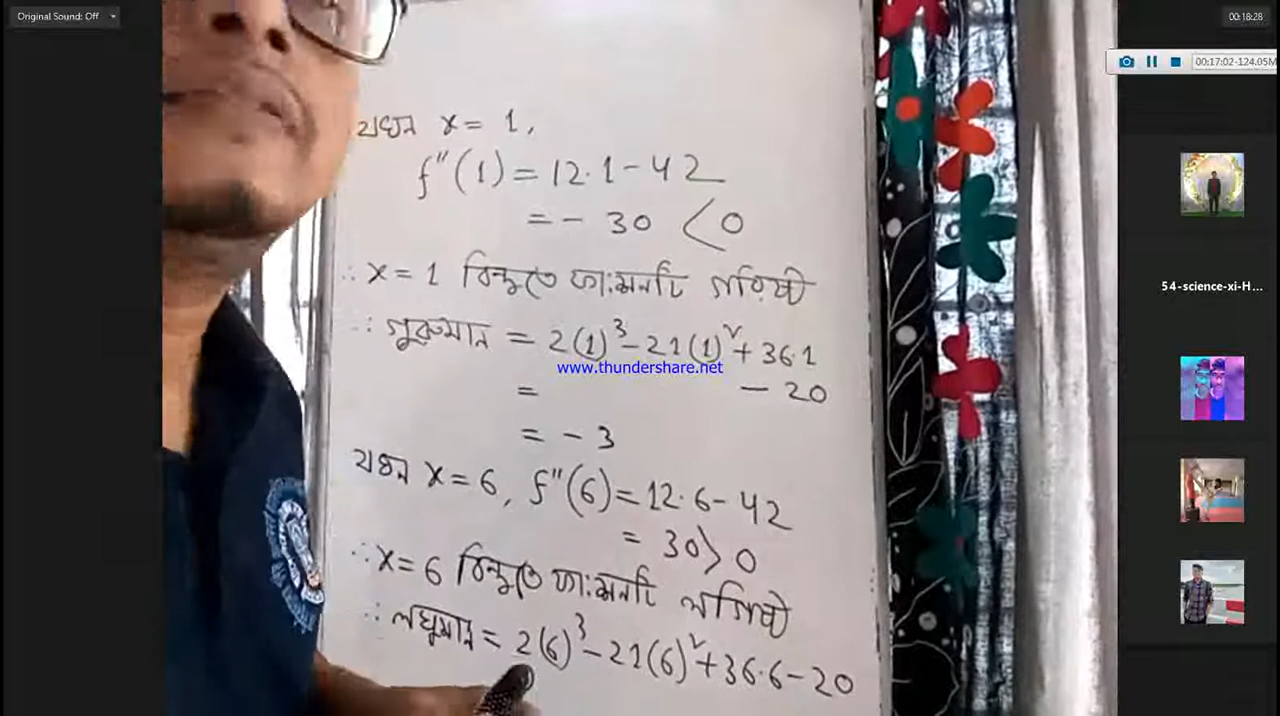 Original Sound: Off
00:18:28
00:17:02-124.05M
যখন x = 1,
f''(1) = 12·1 - 42
= - 30 < 0
∴ x = 1 বিন্দুতে ফাংশনটি গরিষ্ঠ
∴ গুরুমান = 2(1)³ - 21(1)² + 36·1
www.thundershare.net
= - 20
= - 3
যখন x = 6, f''(6) = 12·6 - 42
= 30 > 0
∴ x = 6 বিন্দুতে ফাংশনটি লঘিষ্ঠ
∴ লঘুমান = 2(6)³ - 21(6)² + 36·6 - 20
54-science-xi-H...